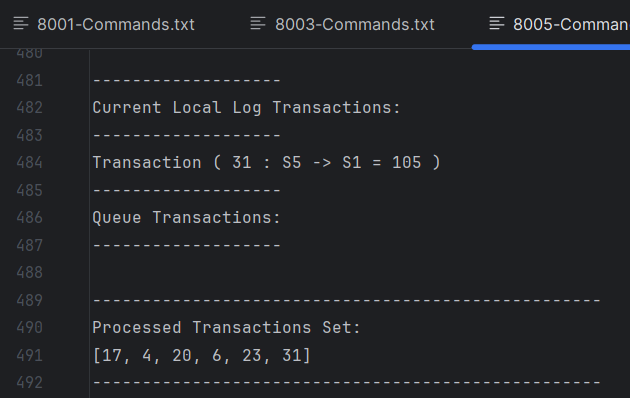 8001-Commands.txt 8003-Commands.txt 8005-Comman
480
481 -------------------
482 Current Local Log Transactions:
483 -------------------
484 Transaction ( 31 : S5 -> S1 = 105 )
485 -------------------
486 Queue Transactions:
487 -------------------
488
489 ---------------------------------------------------
490 Processed Transactions Set:
491 [17, 4, 20, 6, 23, 31]
492 ---------------------------------------------------